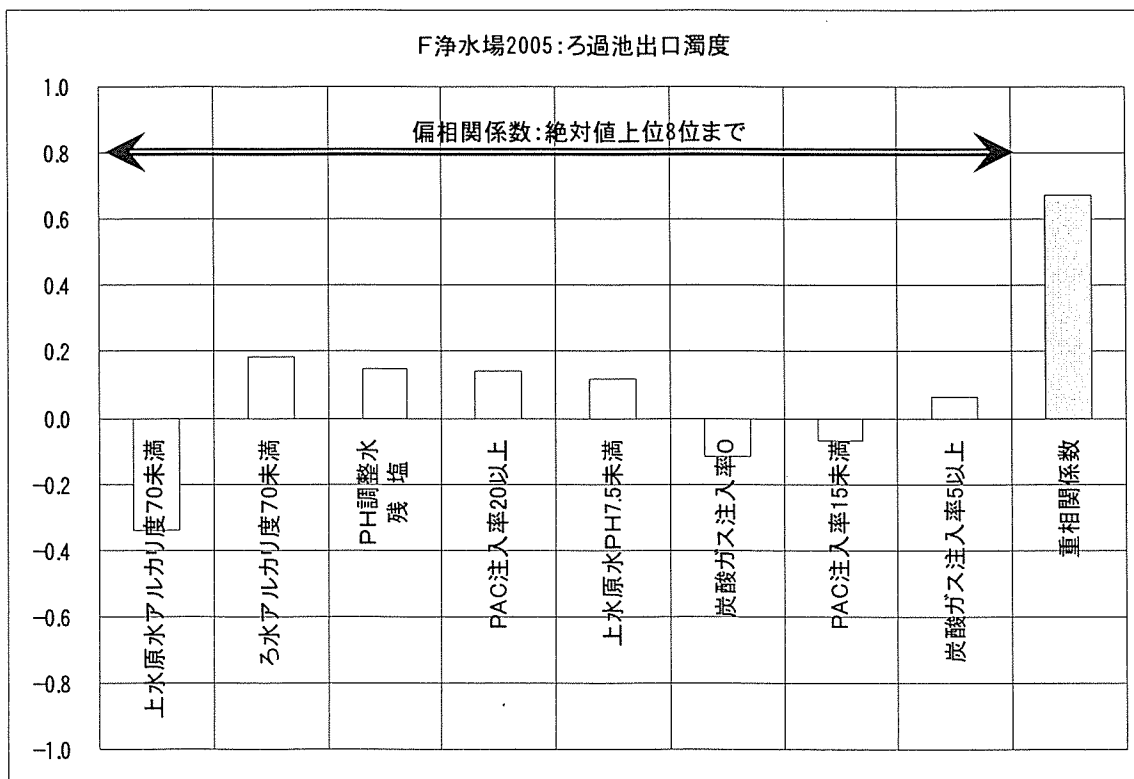 F浄水場2005:ろ過池出口濁度
偏相関係数:絶対値上位8位まで
1.0
0.8
0.6
0.4
0.2
0.0
-0.2
-0.4
-0.6
-0.8
-1.0
上水原水アルカリ度70未満
ろ水アルカリ度70未満
PH調整水
残 塩
PAC注入率20以上
上水原水PH7.5未満
炭酸ガス注入率0
PAC注入率15未満
炭酸ガス注入率5以上
重相関係数